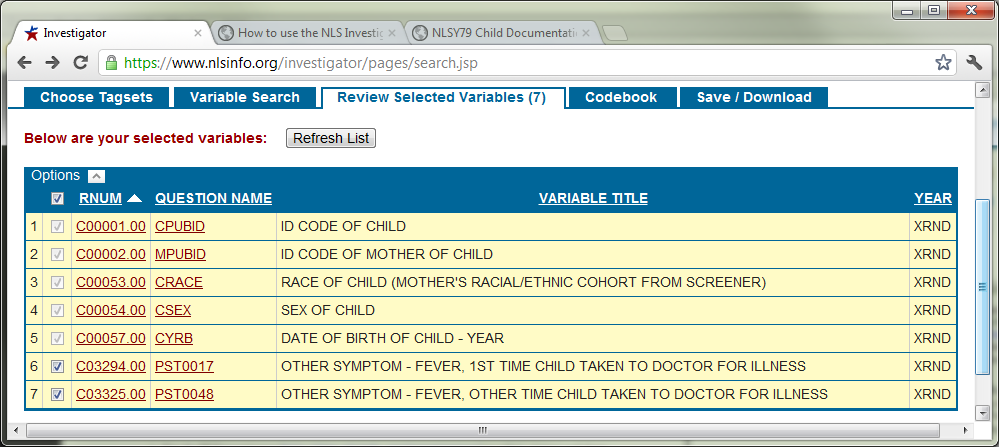 Investigator
How to use the NLS Investig
NLSY79 Child Documentati
https://www.nlsinfo.org/investigator/pages/search.jsp
Choose Tagsets Variable Search Review Selected Variables (7) Codebook Save / Download
Below are your selected variables: Refresh List
Options
RNUM QUESTION NAME VARIABLE TITLE YEAR
1 C00001.00 CPUBID ID CODE OF CHILD XRND
2 C00002.00 MPUBID ID CODE OF MOTHER OF CHILD XRND
3 C00053.00 CRACE RACE OF CHILD (MOTHER'S RACIAL/ETHNIC COHORT FROM SCREENER) XRND
4 C00054.00 CSEX SEX OF CHILD XRND
5 C00057.00 CYRB DATE OF BIRTH OF CHILD - YEAR XRND
6 C03294.00 PST0017 OTHER SYMPTOM - FEVER, 1ST TIME CHILD TAKEN TO DOCTOR FOR ILLNESS XRND
7 C03325.00 PST0048 OTHER SYMPTOM - FEVER, OTHER TIME CHILD TAKEN TO DOCTOR FOR ILLNESS XRND